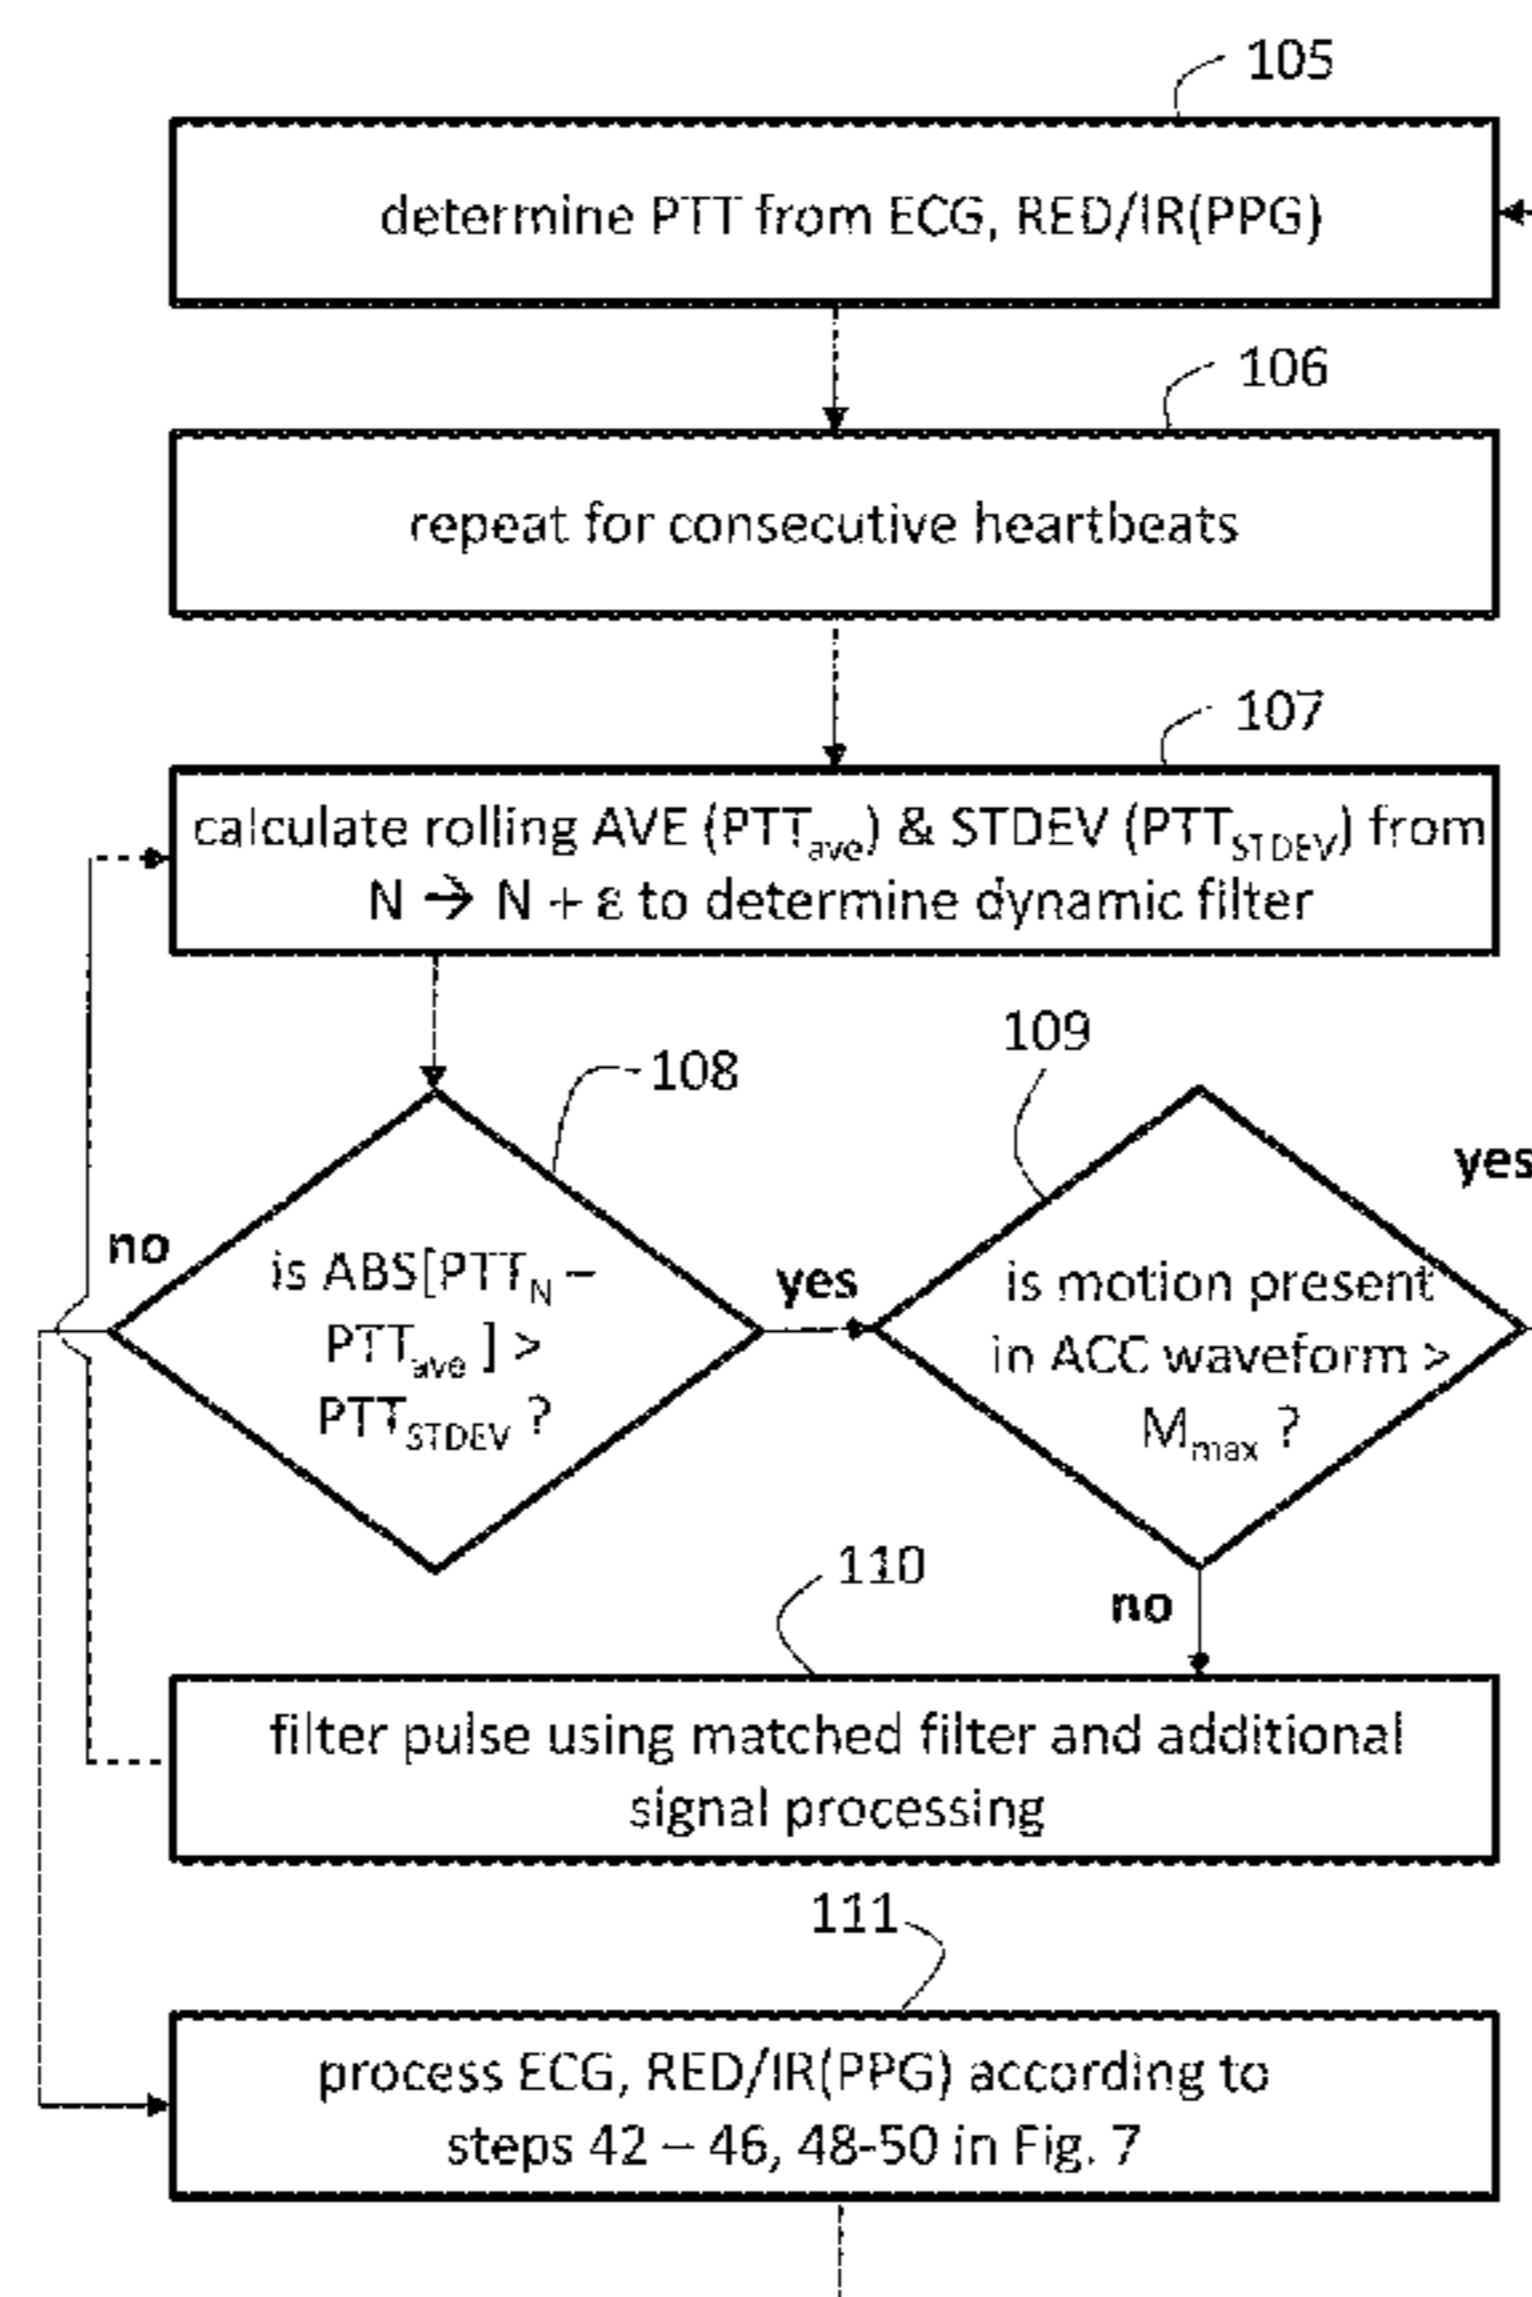 105
determine PTT from ECG, RED/IR(PPG)
106
repeat for consecutive heartbeats
107
calculate rolling AVE (PTTave) & STDEV (PTTSTDEV) from
N → N + ε to determine dynamic filter
108
no
is ABS[PTTN –
PTTave ] >
PTTSTDEV ?
yes
109
yes
is motion present
in ACC waveform >
Mmax ?
no
110
filter pulse using matched filter and additional
signal processing
111
process ECG, RED/IR(PPG) according to
steps 42 – 46, 48-50 in Fig. 7